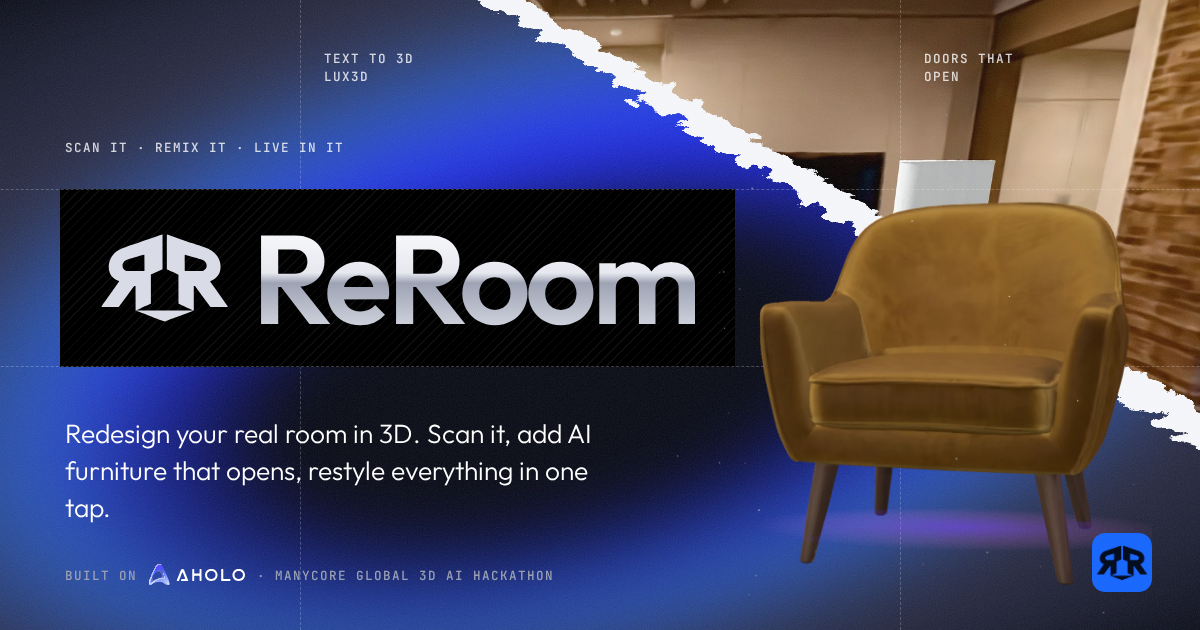 TEXT TO 3D
LUX3D
DOORS THAT
OPEN
SCAN IT · REMIX IT · LIVE IN IT
ReRoom
Redesign your real room in 3D. Scan it, add AI
furniture that opens, restyle everything in one
tap.
BUILT ON AHOLO · MANYCORE GLOBAL 3D AI HACKATHON